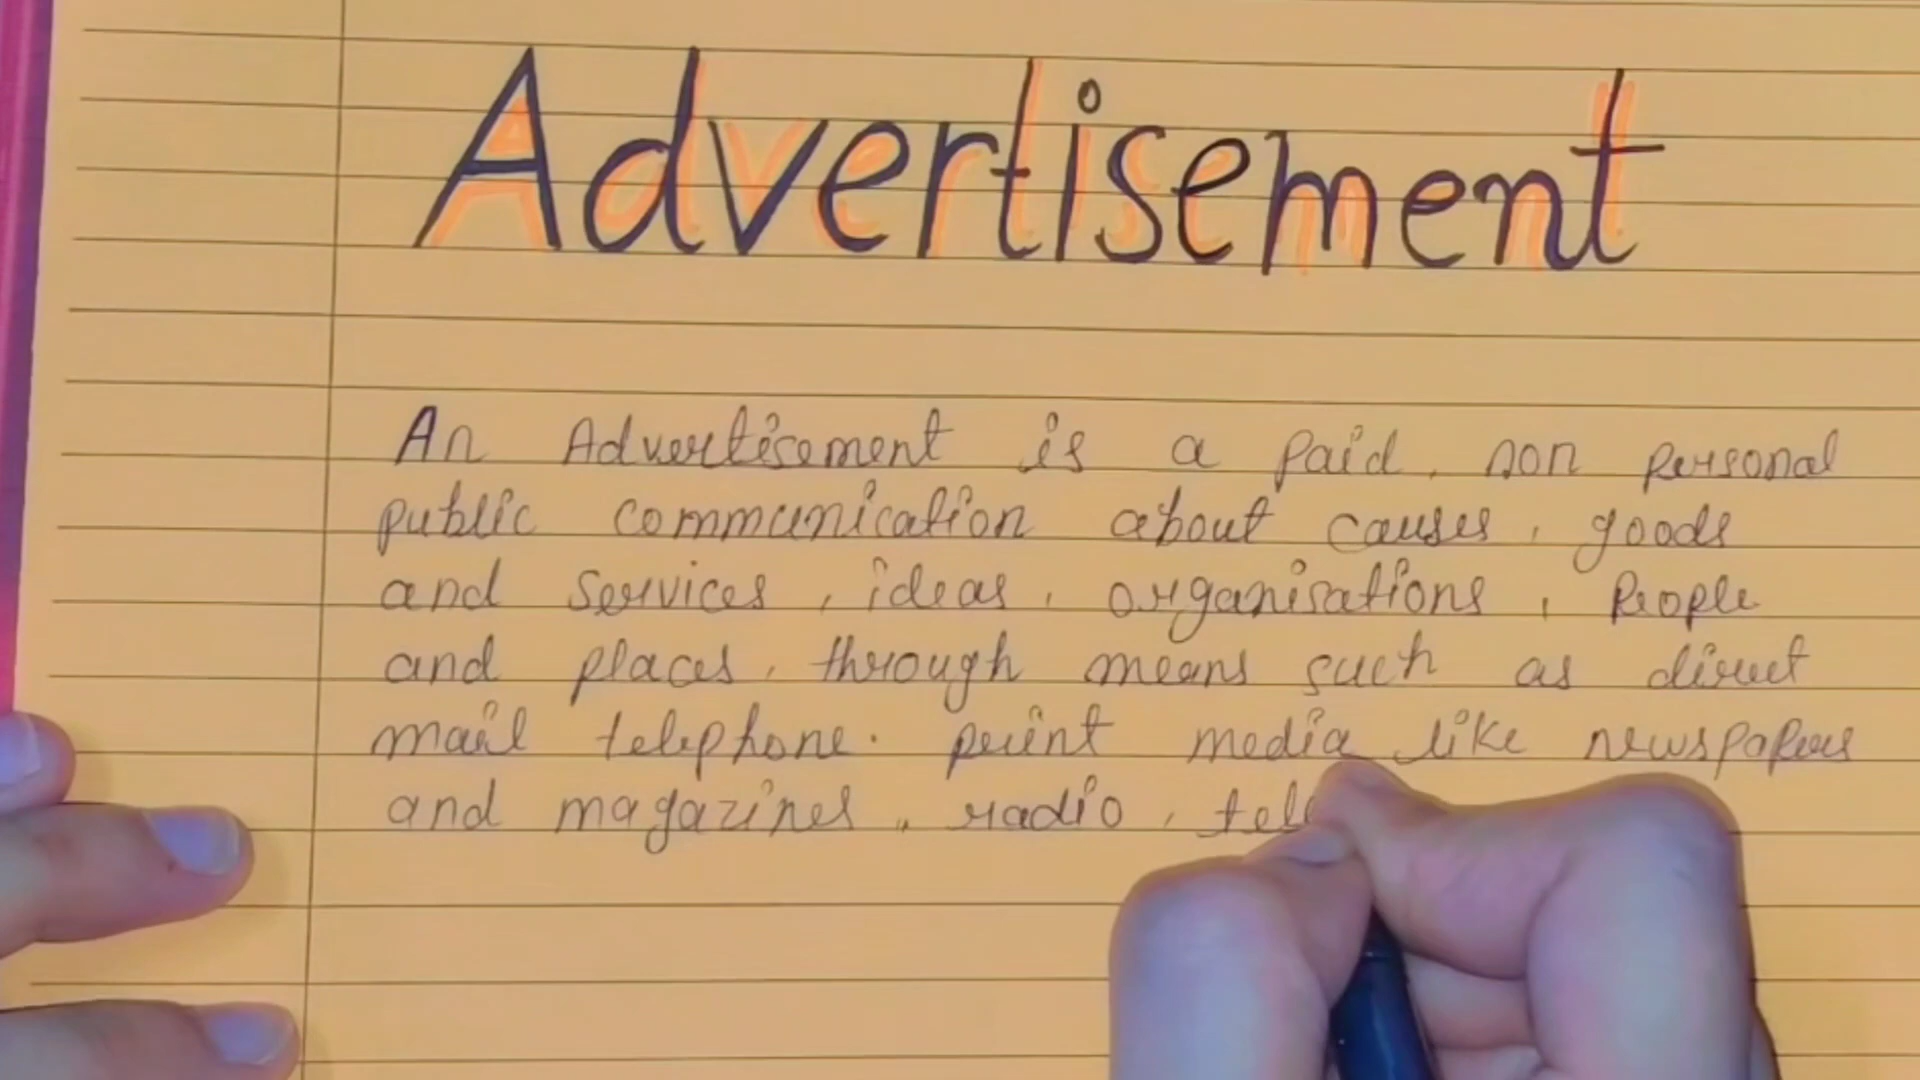 Advertisement
An Advertisement is a paid, non personal
public communication about causes, goods
and services, ideas, organisations, people
and places, through means such as direct
mail telephone. print media like newspapers
and magazines, radio, tele